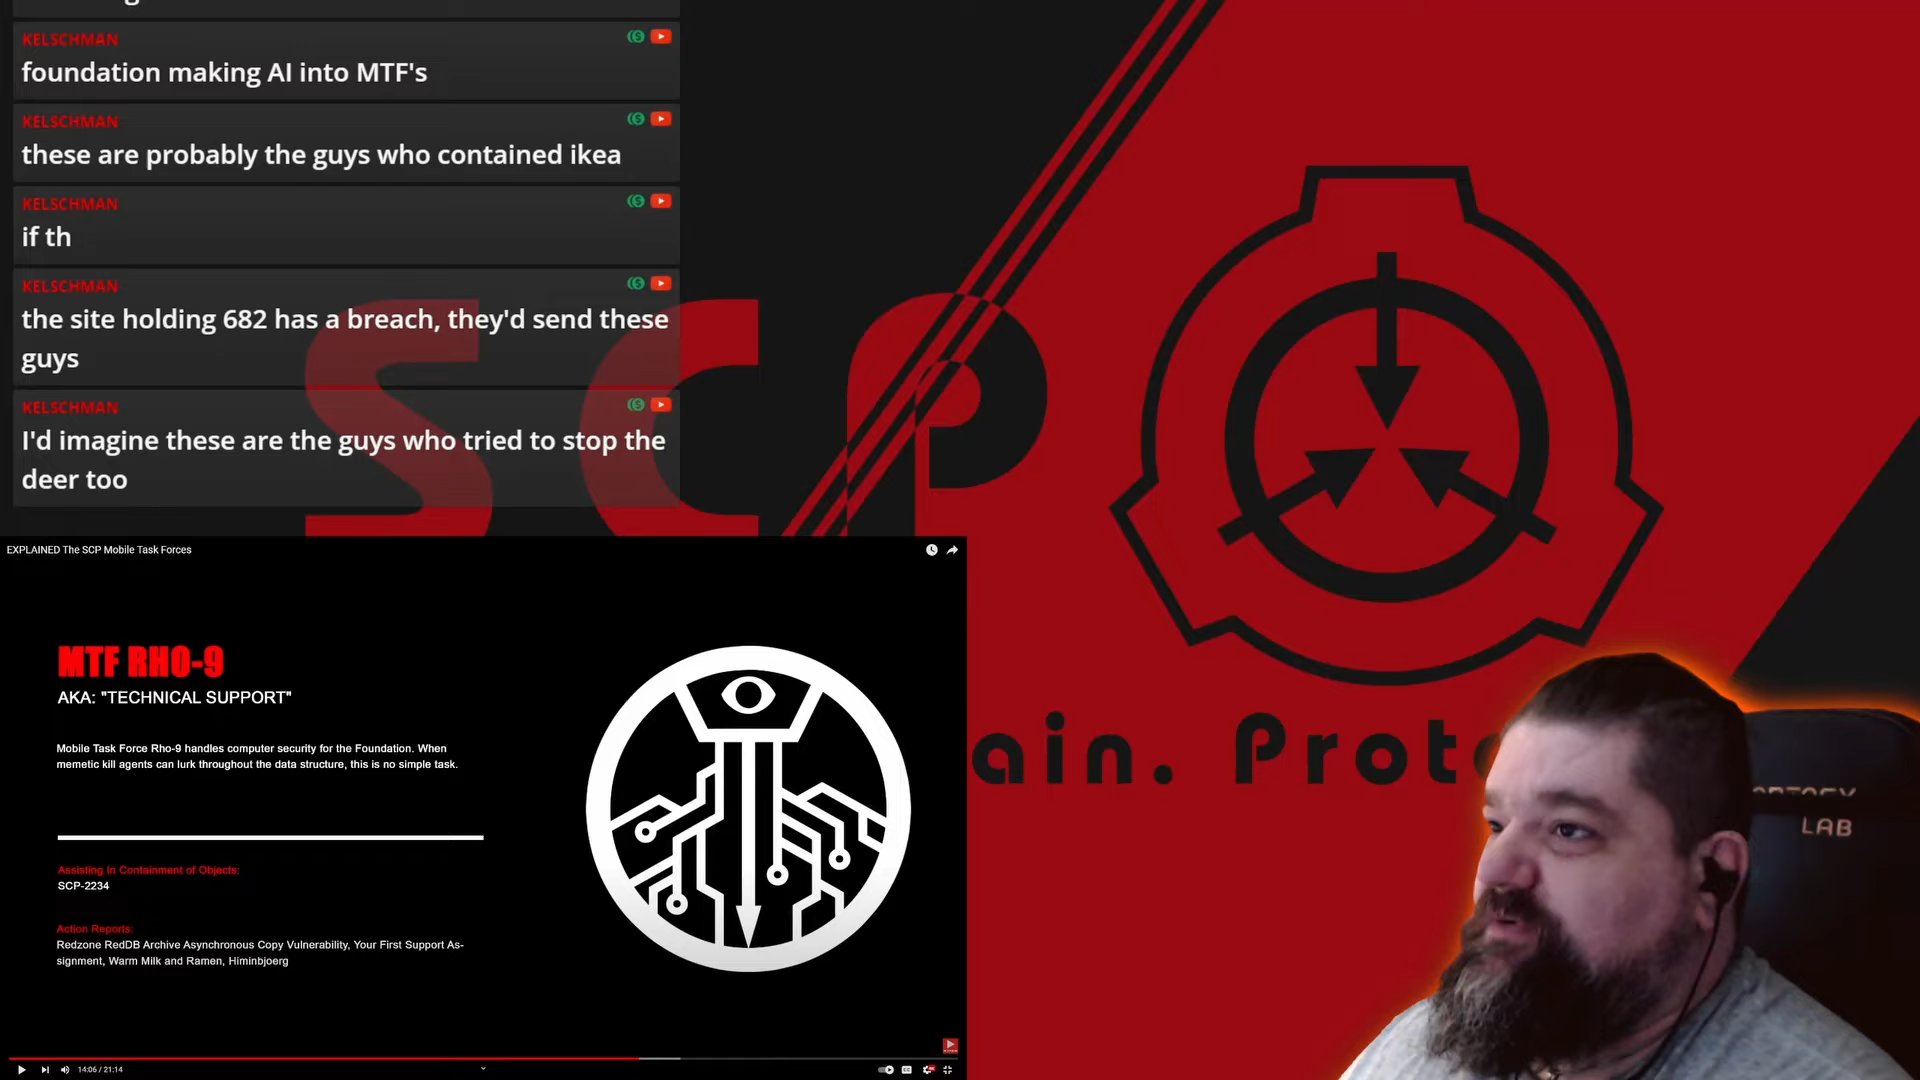 KELSCHMAN
foundation making AI into MTF's
KELSCHMAN
these are probably the guys who contained ikea
KELSCHMAN
if th
KELSCHMAN
the site holding 682 has a breach, they'd send these
guys
KELSCHMAN
I'd imagine these are the guys who tried to stop the
deer too
SCP
EXPLAINED The SCP Mobile Task Forces
MTF RHO-9
AKA: "TECHNICAL SUPPORT"
Mobile Task Force Rho-9 handles computer security for the Foundation. When
memetic kill agents can lurk throughout the data structure, this is no simple task.
Assisting In Containment of Objects:
SCP-2234
Action Reports:
Redzone RedDB Archive Asynchronous Copy Vulnerability, Your First Support As-
signment, Warm Milk and Ramen, Himinbjoerg
14:06 / 21:14
ain. Prote
LAB